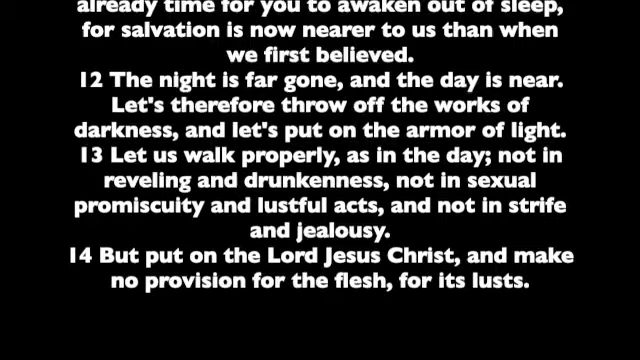 already time for you to awaken out of sleep,
for salvation is now nearer to us than when
we first believed.
12 The night is far gone, and the day is near.
Let's therefore throw off the works of
darkness, and let's put on the armor of light.
13 Let us walk properly, as in the day; not in
reveling and drunkenness, not in sexual
promiscuity and lustful acts, and not in strife
and jealousy.
14 But put on the Lord Jesus Christ, and make
no provision for the flesh, for its lusts.